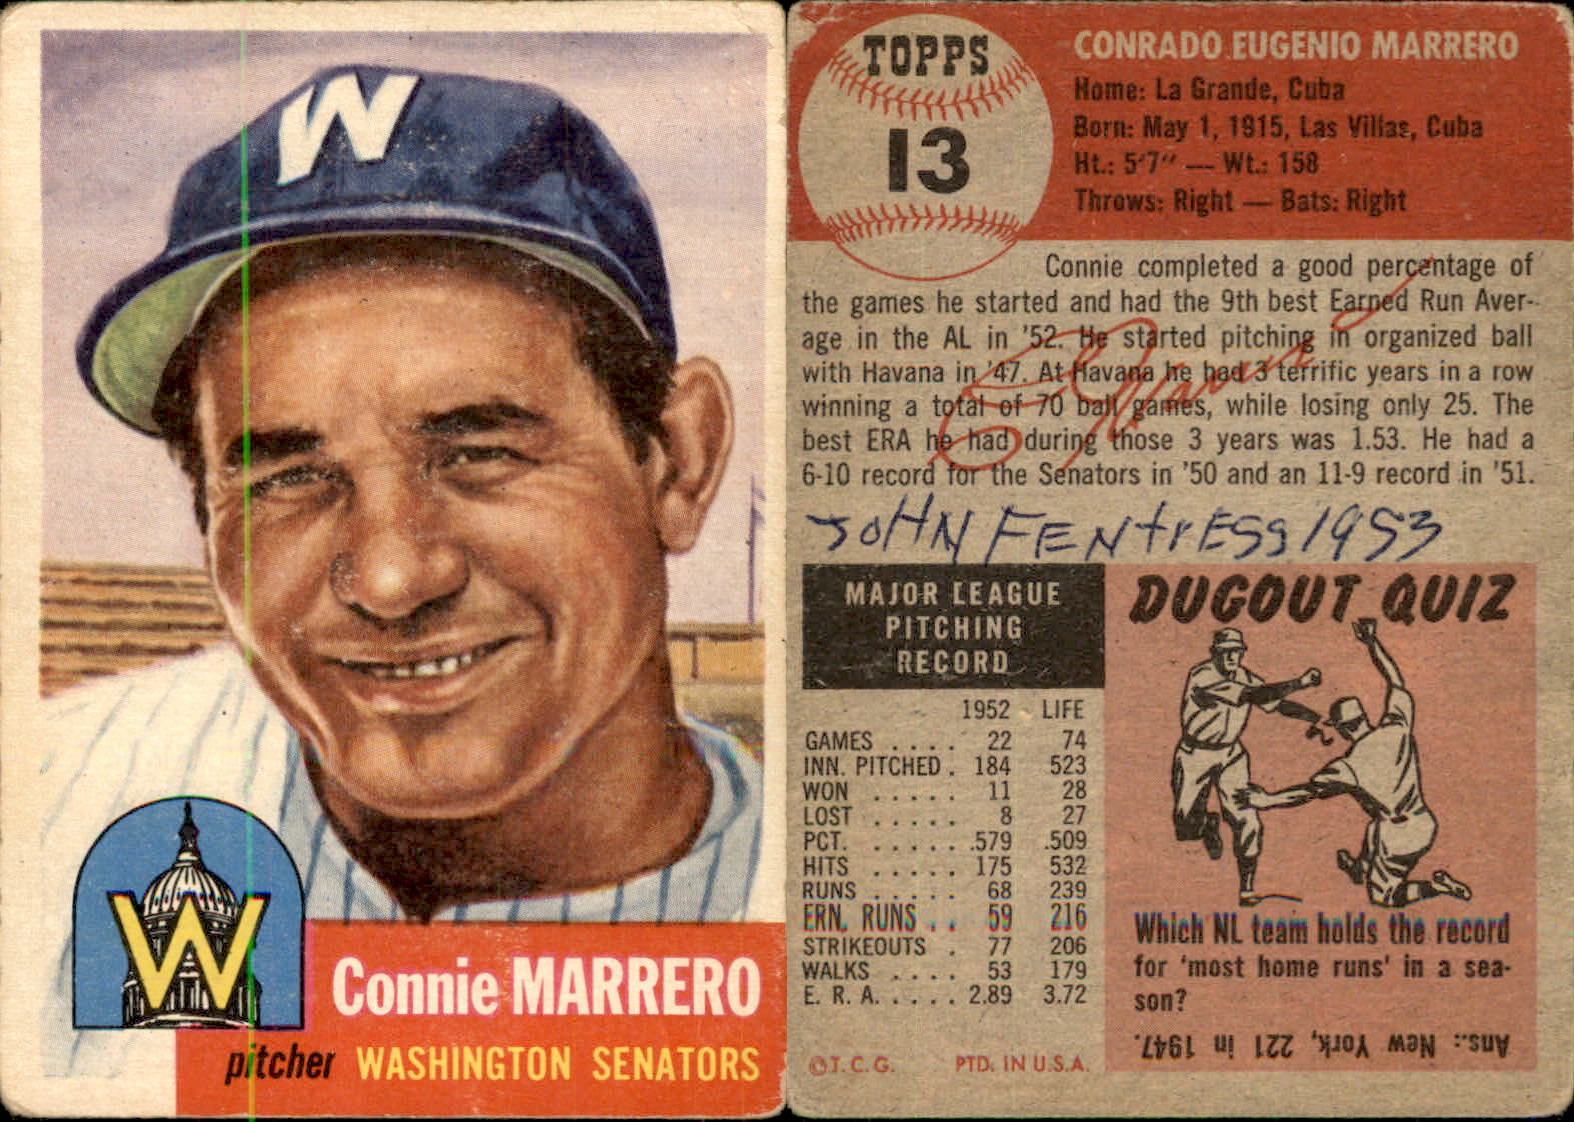 W
W
Connie MARRERO
pitcher WASHINGTON SENATORS
TOPPS
13
CONRADO EUGENIO MARRERO
Home: La Grande, Cuba
Born: May 1, 1915, Las Villas, Cuba
Ht.: 5'7" — Wt.: 158
Throws: Right — Bats: Right
Connie completed a good percentage of
the games he started and had the 9th best Earned Run Aver-
age in the AL in '52. He started pitching in organized ball
with Havana in '47. At Havana he had 3 terrific years in a row
winning a total of 70 ball games, while losing only 25. The
best ERA he had during those 3 years was 1.53. He had a
6-10 record for the Senators in '50 and an 11-9 record in '51.
JOHN FENTRESS 1953
MAJOR LEAGUE
PITCHING
RECORD
1952 LIFE
GAMES .... 22 74
INN. PITCHED. 184 523
WON ..... 11 28
LOST ..... 8 27
PCT. ...... .579 .509
HITS ..... 175 532
RUNS ..... 68 239
ERN. RUNS .. 59 216
STRIKEOUTS . 77 206
WALKS .... 53 179
E. R. A. .... 2.89 3.72
©T. C. G. PTD. IN U.S.A.
DUGOUT QUIZ
Which NL team holds the record
for 'most home runs' in a sea-
son?
Ans.: New York, 221 in 1947.